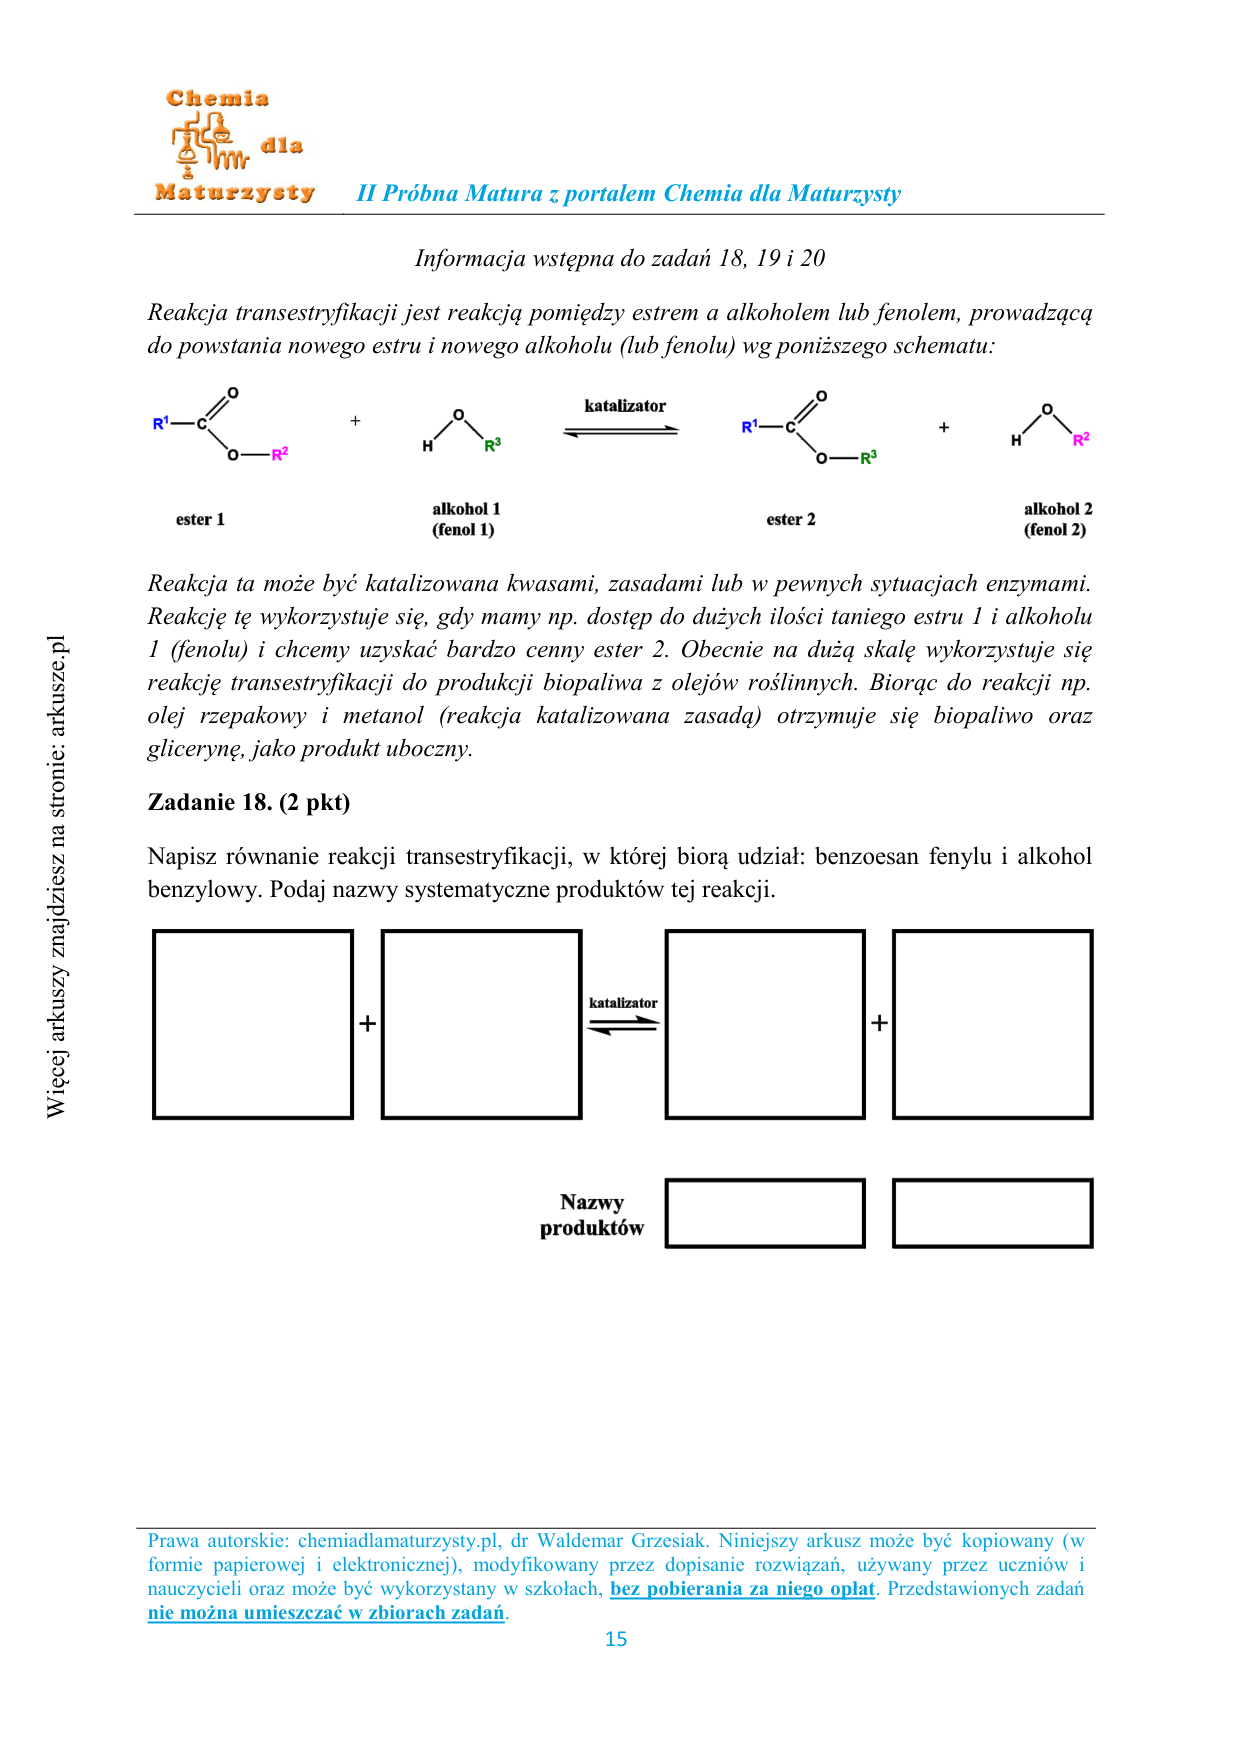 Chemia
dla
Maturzysty
II Próbna Matura z portalem Chemia dla Maturzysty
Informacja wstępna do zadań 18, 19 i 20
Reakcja transestryfikacji jest reakcją pomiędzy estrem a alkoholem lub fenolem, prowadzącą
do powstania nowego estru i nowego alkoholu (lub fenolu) wg poniższego schematu:
R¹ C O O R² + H O R³ katalizator R¹ C O O R³ + H O R²
ester 1 alkohol 1 (fenol 1) ester 2 alkohol 2 (fenol 2)
Reakcja ta może być katalizowana kwasami, zasadami lub w pewnych sytuacjach enzymami.
Reakcję tę wykorzystuje się, gdy mamy np. dostęp do dużych ilości taniego estru 1 i alkoholu
1 (fenolu) i chcemy uzyskać bardzo cenny ester 2. Obecnie na dużą skalę wykorzystuje się
reakcję transestryfikacji do produkcji biopaliwa z olejów roślinnych. Biorąc do reakcji np.
olej rzepakowy i metanol (reakcja katalizowana zasadą) otrzymuje się biopaliwo oraz
glicerynę, jako produkt uboczny.
Zadanie 18. (2 pkt)
Napisz równanie reakcji transestryfikacji, w której biorą udział: benzoesan fenylu i alkohol
benzylowy. Podaj nazwy systematyczne produktów tej reakcji.
+ katalizator +
Nazwy
produktów
Więcej arkuszy znajdziesz na stronie: arkusze.pl
Prawa autorskie: chemiadlamaturzysty.pl, dr Waldemar Grzesiak. Niniejszy arkusz może być kopiowany (w
formie papierowej i elektronicznej), modyfikowany przez dopisanie rozwiązań, używany przez uczniów i
nauczycieli oraz może być wykorzystany w szkołach, bez pobierania za niego opłat. Przedstawionych zadań
nie można umieszczać w zbiorach zadań.
15